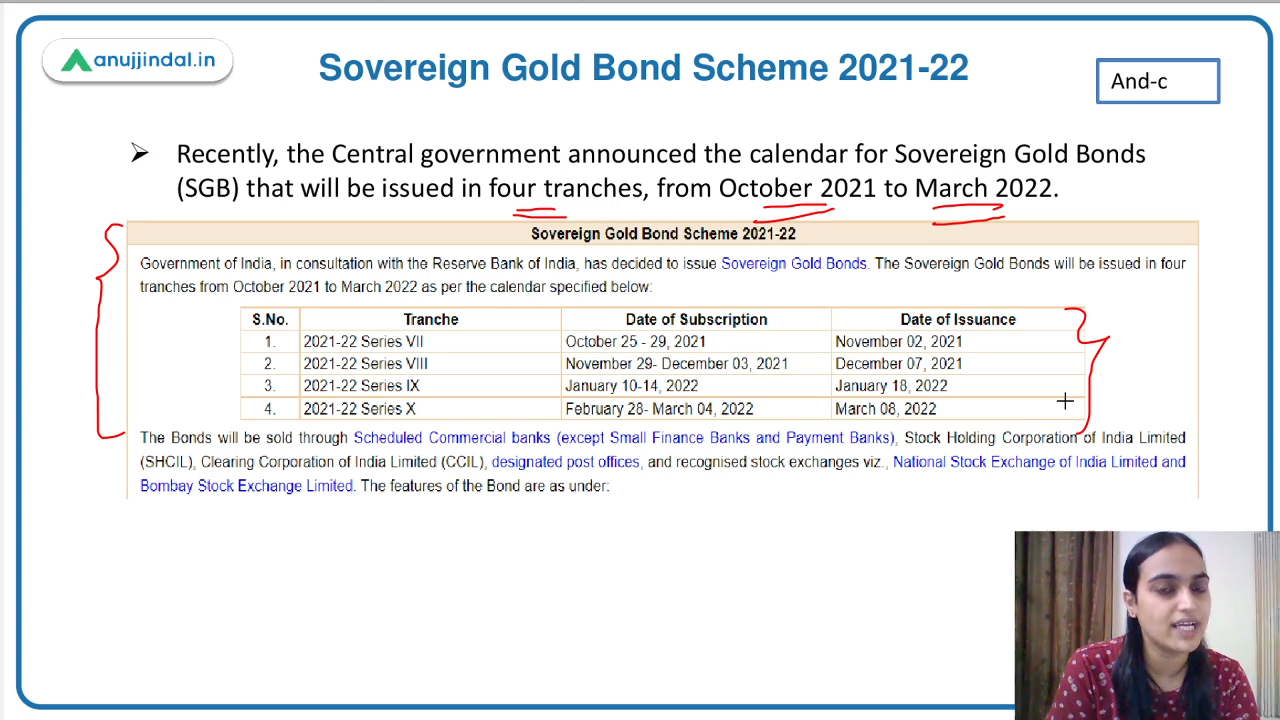 anujjindal.in
Sovereign Gold Bond Scheme 2021-22
And-c
Recently, the Central government announced the calendar for Sovereign Gold Bonds
(SGB) that will be issued in four tranches, from October 2021 to March 2022.
Sovereign Gold Bond Scheme 2021-22
Government of India, in consultation with the Reserve Bank of India, has decided to issue Sovereign Gold Bonds. The Sovereign Gold Bonds will be issued in four
tranches from October 2021 to March 2022 as per the calendar specified below:
S.No. Tranche Date of Subscription Date of Issuance
1. 2021-22 Series VII October 25 - 29, 2021 November 02, 2021
2. 2021-22 Series VIII November 29- December 03, 2021 December 07, 2021
3. 2021-22 Series IX January 10-14, 2022 January 18, 2022
4. 2021-22 Series X February 28- March 04, 2022 March 08, 2022
The Bonds will be sold through Scheduled Commercial banks (except Small Finance Banks and Payment Banks), Stock Holding Corporation of India Limited
(SHCIL), Clearing Corporation of India Limited (CCIL), designated post offices, and recognised stock exchanges viz., National Stock Exchange of India Limited and
Bombay Stock Exchange Limited. The features of the Bond are as under: